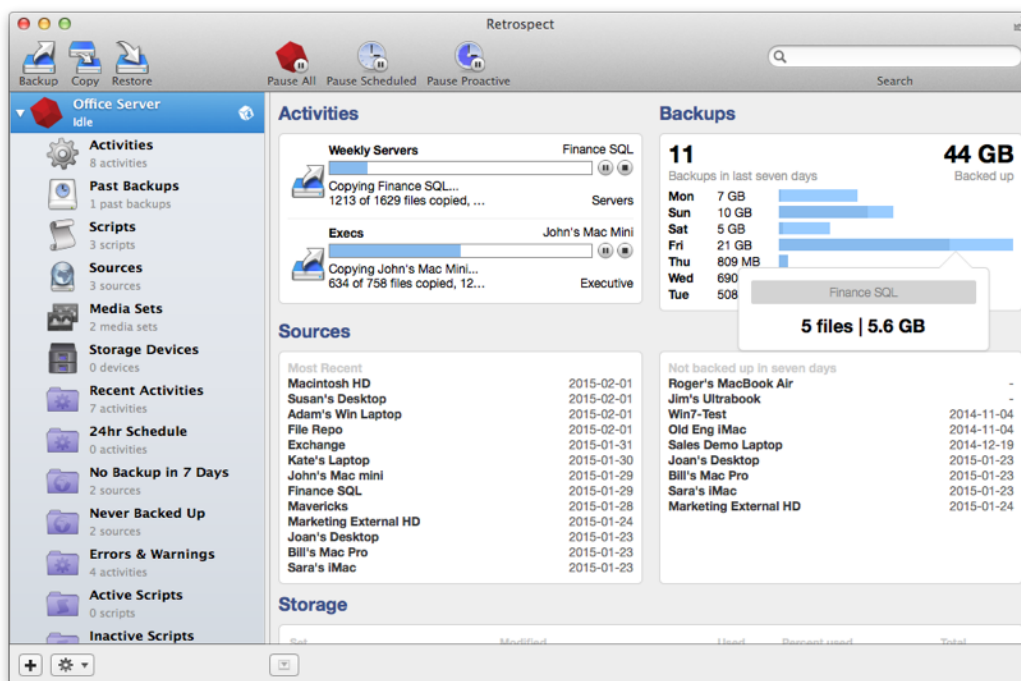 Retrospect
Backup Copy Restore Pause All Pause Scheduled Pause Proactive Search
Office Server
Idle
Activities
8 activities
Past Backups
1 past backups
Scripts
3 scripts
Sources
3 sources
Media Sets
2 media sets
Storage Devices
0 devices
Recent Activities
7 activities
24hr Schedule
0 activities
No Backup in 7 Days
2 sources
Never Backed Up
2 sources
Errors & Warnings
4 activities
Active Scripts
0 scripts
Inactive Scripts
Activities
Weekly Servers Finance SQL
Copying Finance SQL...
1213 of 1629 files copied, ... Servers
Execs John's Mac Mini
Copying John's Mac Mini...
634 of 758 files copied, 12... Executive
Backups
11 44 GB
Backups in last seven days Backed up
Mon 7 GB
Sun 10 GB
Sat 5 GB
Fri 21 GB
Thu 809 MB
Wed 690
Tue 508
Finance SQL
5 files | 5.6 GB
Sources
Most Recent
Macintosh HD 2015-02-01
Susan's Desktop 2015-02-01
Adam's Win Laptop 2015-02-01
File Repo 2015-02-01
Exchange 2015-01-31
Kate's Laptop 2015-01-30
John's Mac mini 2015-01-29
Finance SQL 2015-01-29
Mavericks 2015-01-28
Marketing External HD 2015-01-24
Joan's Desktop 2015-01-23
Bill's Mac Pro 2015-01-23
Sara's iMac 2015-01-23
Not backed up in seven days
Roger's MacBook Air -
Jim's Ultrabook -
Win7-Test 2014-11-04
Old Eng iMac 2014-11-04
Sales Demo Laptop 2014-12-19
Joan's Desktop 2015-01-23
Bill's Mac Pro 2015-01-23
Sara's iMac 2015-01-23
Marketing External HD 2015-01-24
Storage
Set Modified Used Percent used Total